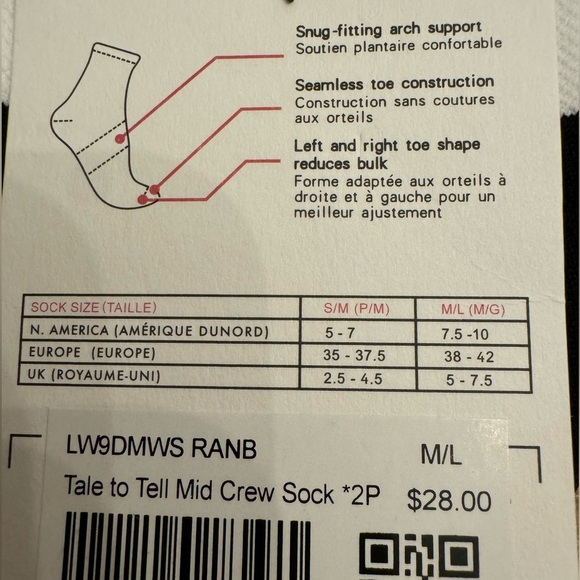 Snug-fitting arch support
Soutien plantaire confortable
Seamless toe construction
Construction sans coutures
aux orteils
Left and right toe shape
reduces bulk
Forme adaptée aux orteils à
droite et à gauche pour un
meilleur ajustement
SOCK SIZE (TAILLE) S/M (P/M) M/L (M/G)
N. AMERICA (AMÉRIQUE DUNORD) 5 - 7 7.5 -10
EUROPE (EUROPE) 35 - 37.5 38 - 42
UK (ROYAUME-UNI) 2.5 - 4.5 5 - 7.5
LW9DMWS RANB M/L
Tale to Tell Mid Crew Sock *2P $28.00